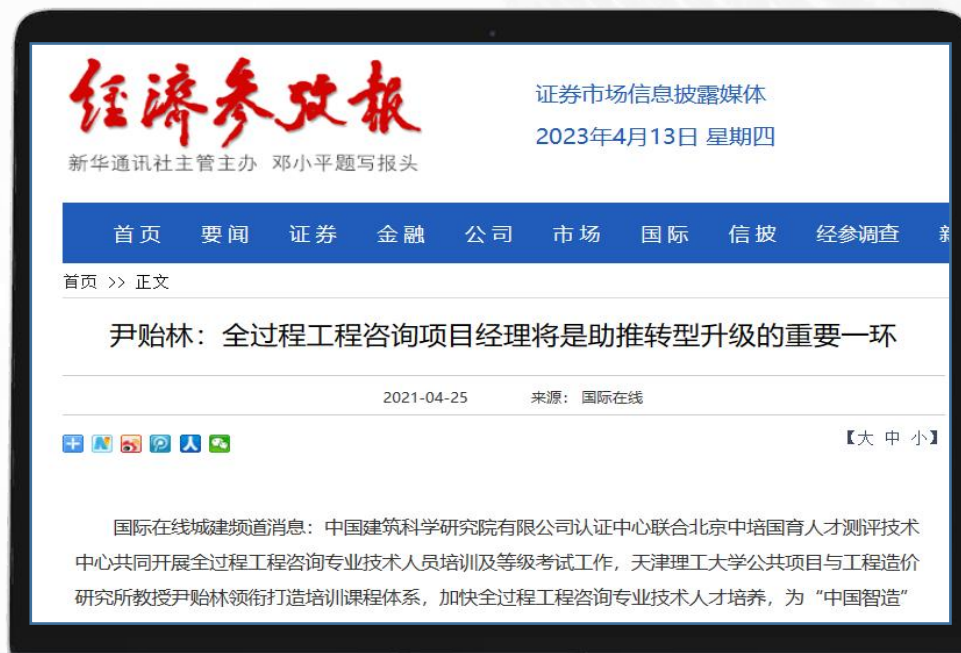 经济参考报
新华通讯社主管主办 邓小平题写报头
证券市场信息披露媒体
2023年4月13日 星期四
首页 要闻 证券 金融 公司 市场 国际 信披 经参调查
首页 >> 正文
尹贻林：全过程工程咨询项目经理将是助推转型升级的重要一环
2021-04-25 来源： 国际在线
【大 中 小】
国际在线城建频道消息：中国建筑科学研究院有限公司认证中心联合北京中培国育人才测评技术
中心共同开展全过程工程咨询专业技术人员培训及等级考试工作，天津理工大学公共项目与工程造价
研究所教授尹贻林领衔打造培训课程体系，加快全过程工程咨询专业技术人才培养，为“中国智造”